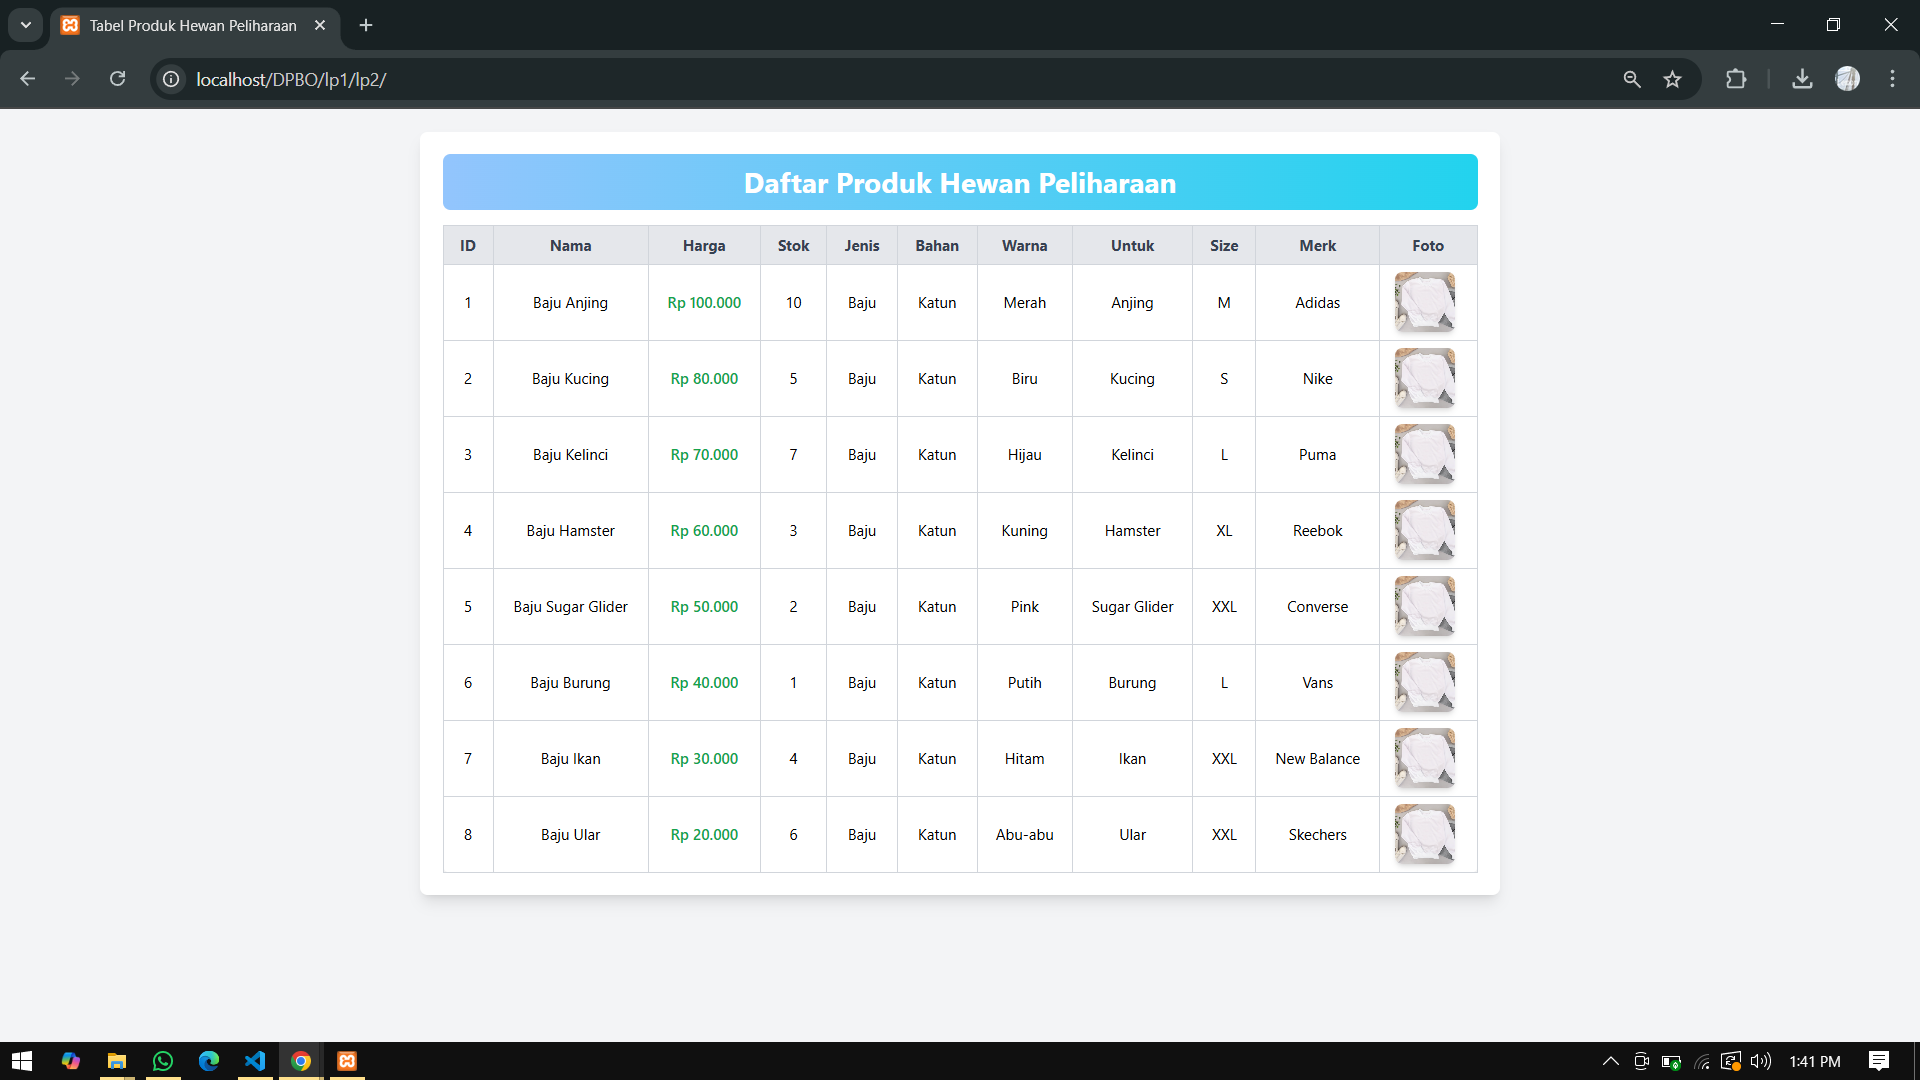 Tabel Produk Hewan Peliharaan
localhost/DPBO/lp1/lp2/
Daftar Produk Hewan Peliharaan
ID Nama Harga Stok Jenis Bahan Warna Untuk Size Merk Foto
1 Baju Anjing Rp 100.000 10 Baju Katun Merah Anjing M Adidas
2 Baju Kucing Rp 80.000 5 Baju Katun Biru Kucing S Nike
3 Baju Kelinci Rp 70.000 7 Baju Katun Hijau Kelinci L Puma
4 Baju Hamster Rp 60.000 3 Baju Katun Kuning Hamster XL Reebok
5 Baju Sugar Glider Rp 50.000 2 Baju Katun Pink Sugar Glider XXL Converse
6 Baju Burung Rp 40.000 1 Baju Katun Putih Burung L Vans
7 Baju Ikan Rp 30.000 4 Baju Katun Hitam Ikan XXL New Balance
8 Baju Ular Rp 20.000 6 Baju Katun Abu-abu Ular XXL Skechers
1:41 PM